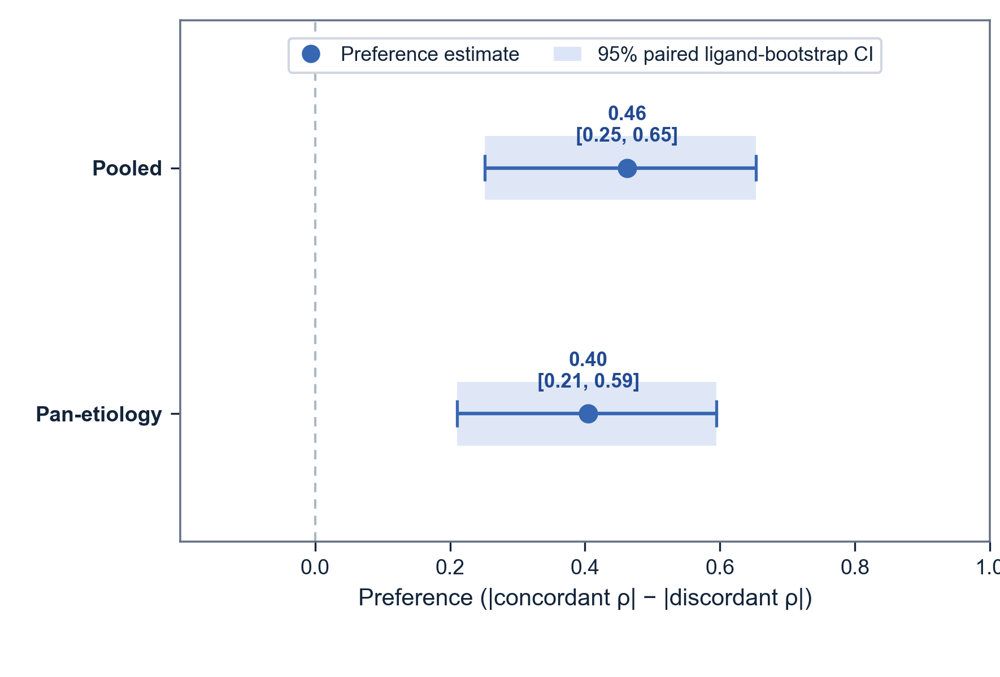 Preference estimate 95% paired ligand-bootstrap CI
0.46
[0.25, 0.65]
Pooled
0.40
[0.21, 0.59]
Pan-etiology
0.0 0.2 0.4 0.6 0.8 1.0
Preference (|concordant ρ| − |discordant ρ|)